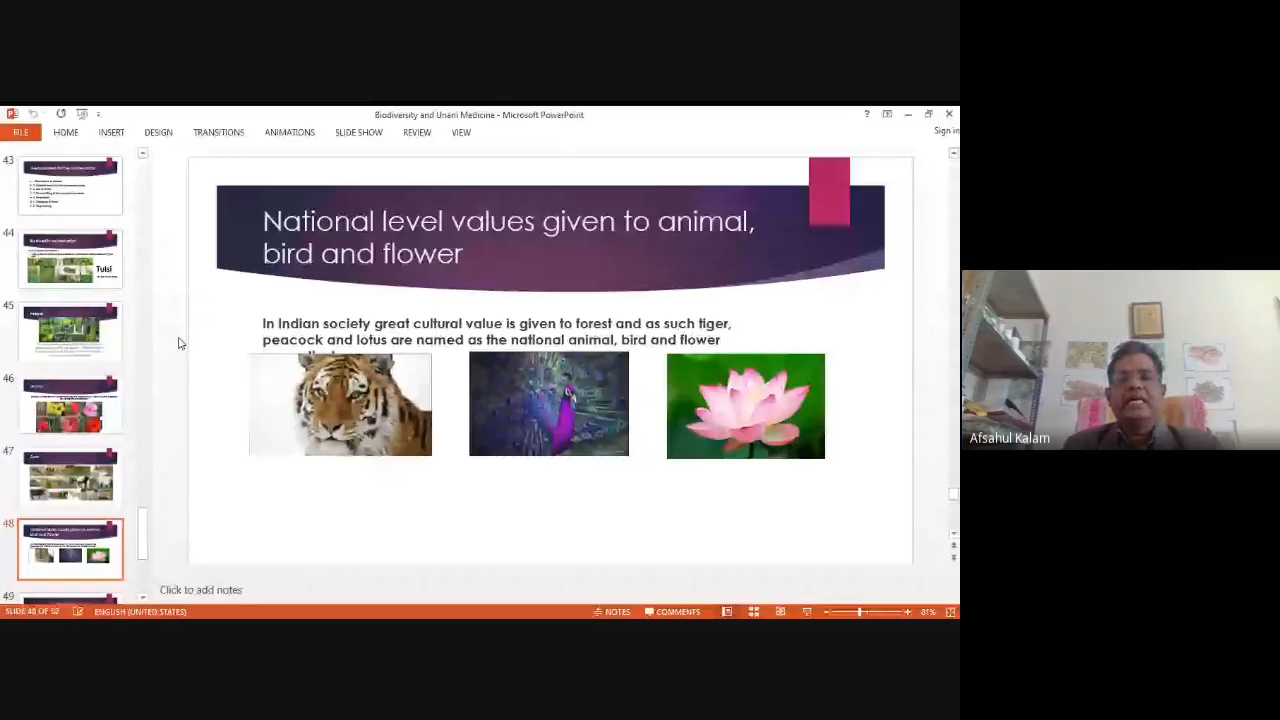 Biodiversity and Unani Medicine - Microsoft PowerPoint
?
Sign in
FILE HOME INSERT DESIGN TRANSITIONS ANIMATIONS SLIDE SHOW REVIEW VIEW
43
44
Tulsi
45
46
47
48
49
National level values given to animal,
bird and flower
In Indian society great cultural value is given to forest and as such tiger,
peacock and lotus are named as the national animal, bird and flower
Afsahul Kalam
Click to add notes
SLIDE 48 OF 52 ENGLISH (UNITED STATES) NOTES COMMENTS 81%